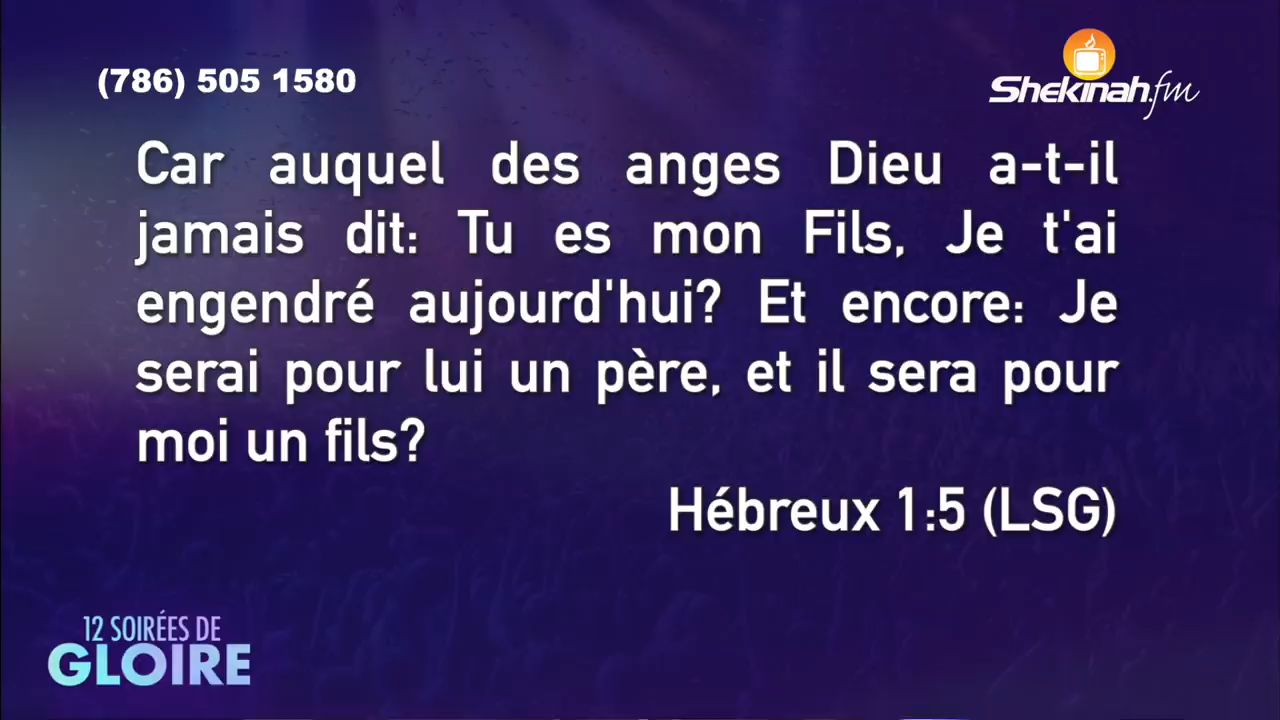 (786) 505 1580
Shekinah.fm
Car auquel des anges Dieu a-t-il
jamais dit: Tu es mon Fils, Je t'ai
engendré aujourd'hui? Et encore: Je
serai pour lui un père, et il sera pour
moi un fils?
Hébreux 1:5 (LSG)
12 SOIRÉES DE
GLOIRE